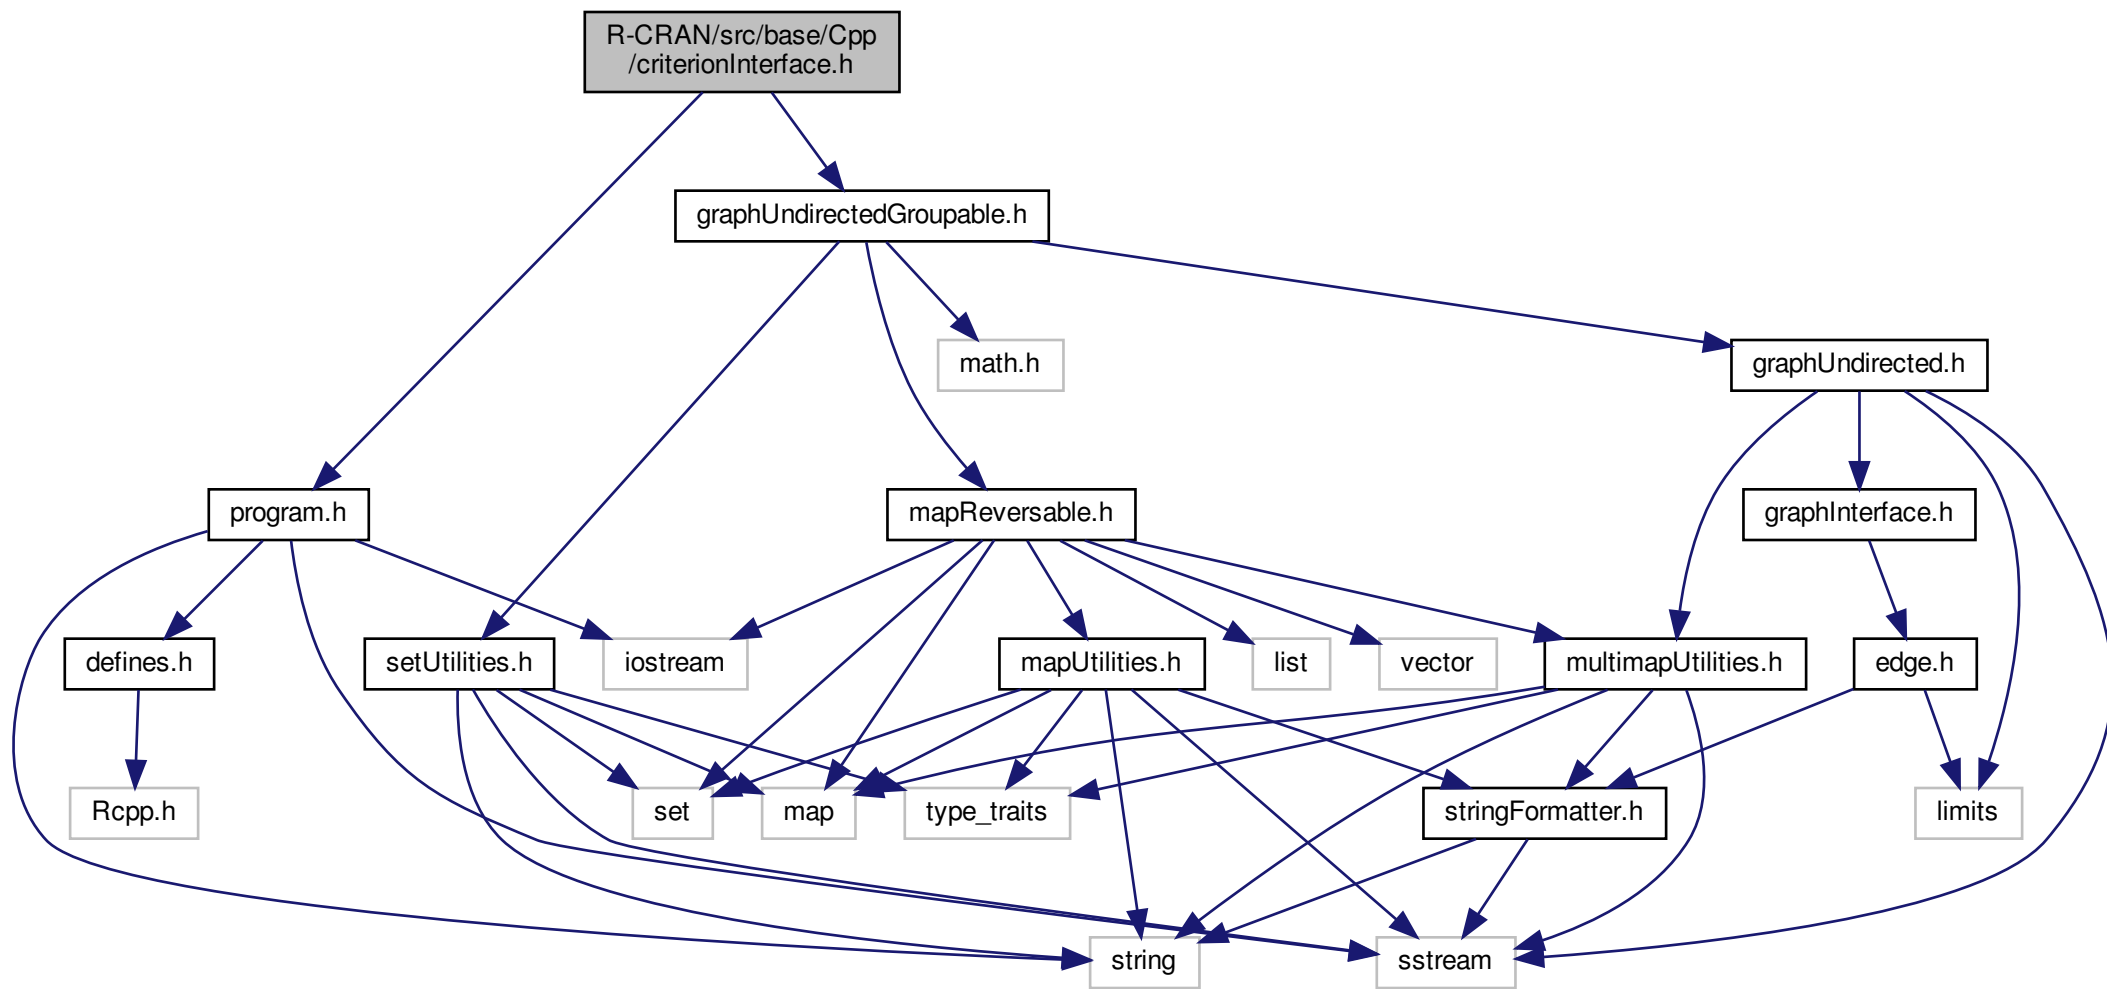 R-CRAN/src/base/Cpp
/criterionInterface.h
graphUndirectedGroupable.h
math.h
graphUndirected.h
program.h
mapReversable.h
graphInterface.h
defines.h
setUtilities.h
iostream
mapUtilities.h
list
vector
multimapUtilities.h
edge.h
Rcpp.h
set
map
type_traits
stringFormatter.h
limits
string
sstream